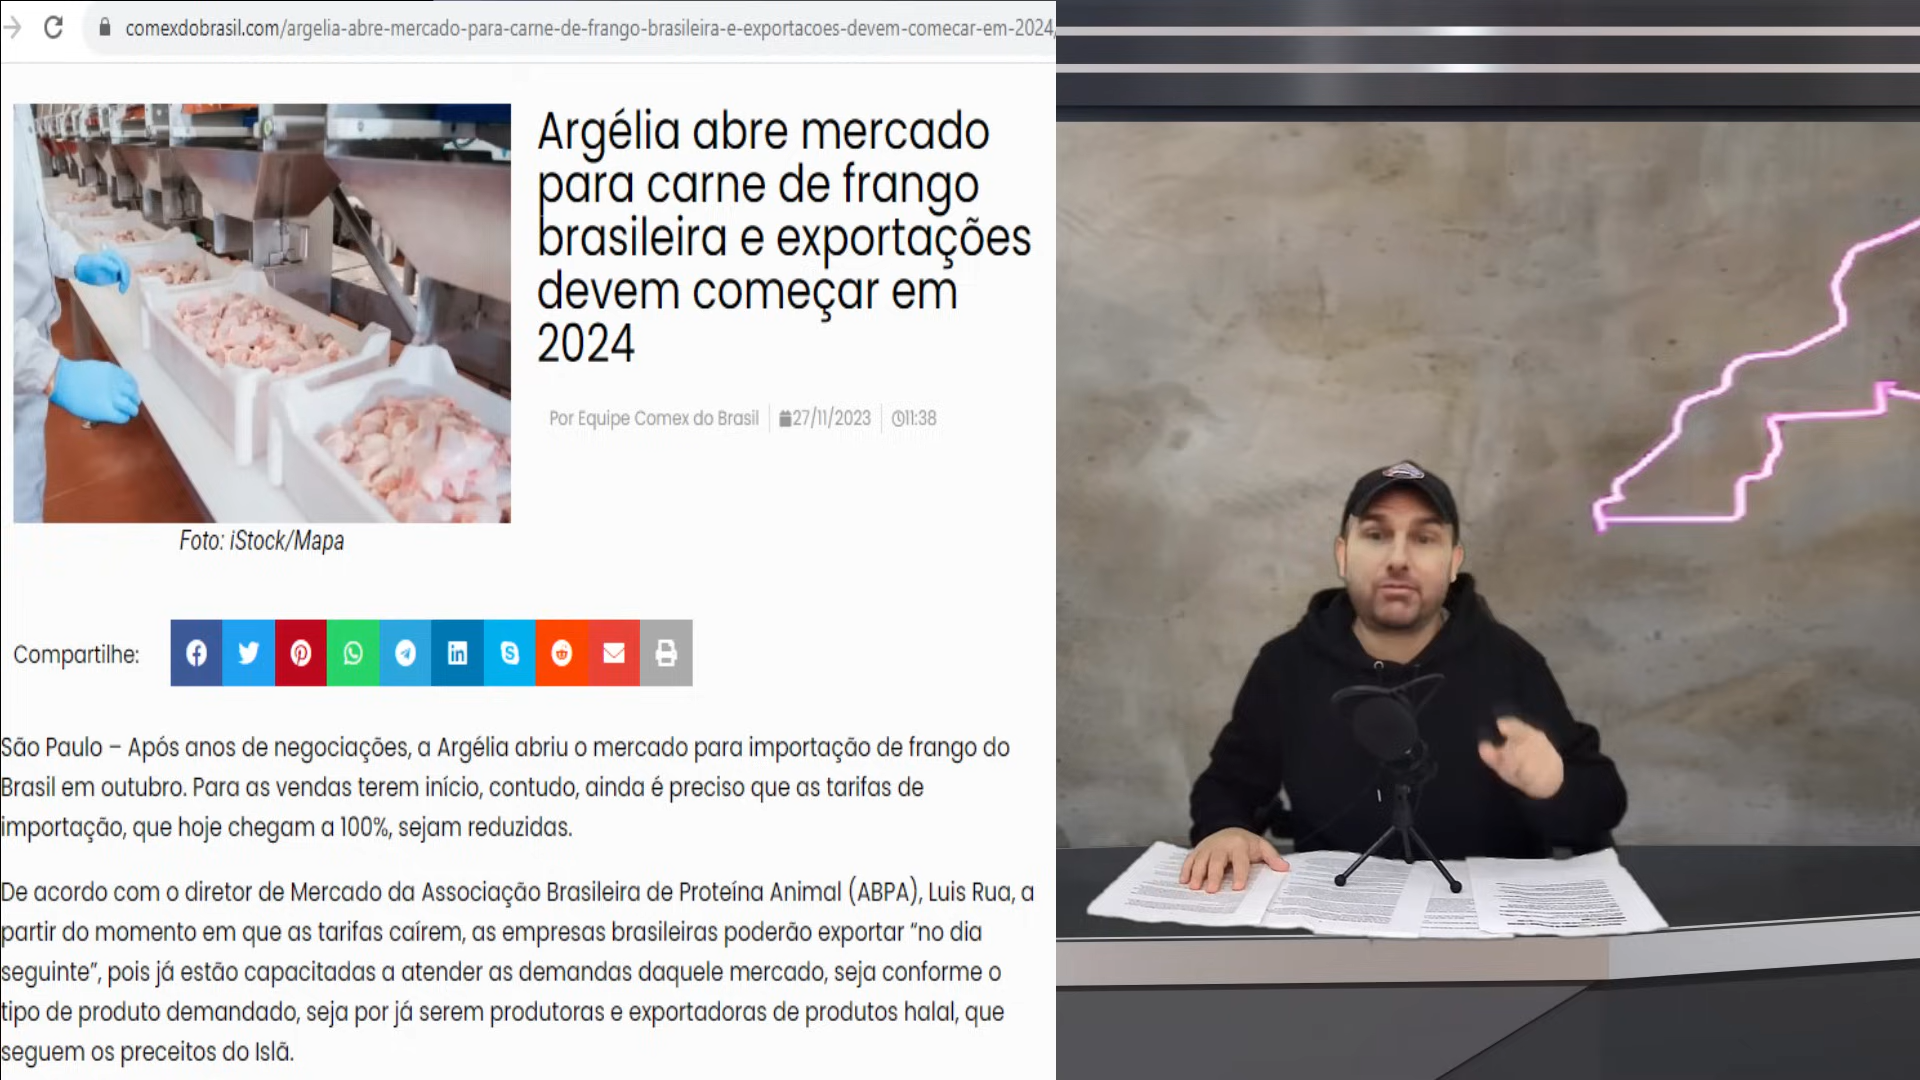 comexdobrasil.com/argelia-abre-mercado-para-carne-de-frango-brasileira-e-exportacoes-devem-comecar-em-2024/
Argélia abre mercado
para carne de frango
brasileira e exportações
devem começar em
2024
Por Equipe Comex do Brasil 27/11/2023 11:38
Foto: iStock/Mapa
Compartilhe:
São Paulo – Após anos de negociações, a Argélia abriu o mercado para importação de frango do
Brasil em outubro. Para as vendas terem início, contudo, ainda é preciso que as tarifas de
importação, que hoje chegam a 100%, sejam reduzidas.
De acordo com o diretor de Mercado da Associação Brasileira de Proteína Animal (ABPA), Luis Rua, a
partir do momento em que as tarifas caírem, as empresas brasileiras poderão exportar “no dia
seguinte”, pois já estão capacitadas a atender as demandas daquele mercado, seja conforme o
tipo de produto demandado, seja por já serem produtoras e exportadoras de produtos halal, que
seguem os preceitos do Islã.